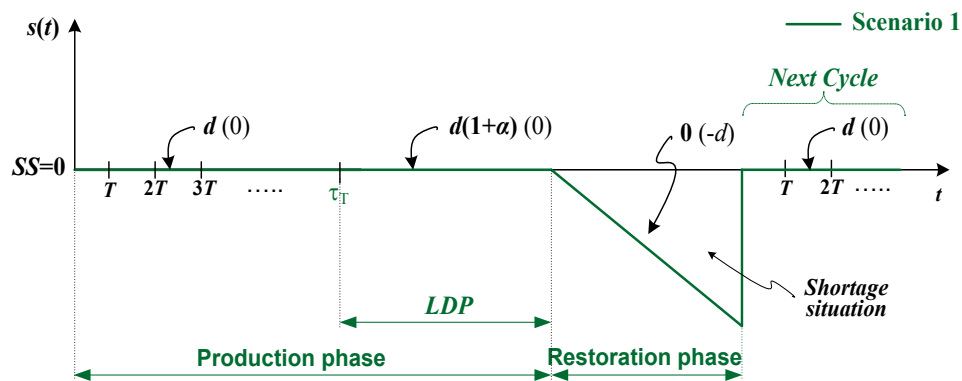 s(t)
Scenario 1
Next Cycle
d (0)
d(1+α) (0)
0 (-d)
d (0)
SS=0
T 2T 3T ..... τT T 2T ..... t
Shortage
situation
LDP
Production phase
Restoration phase